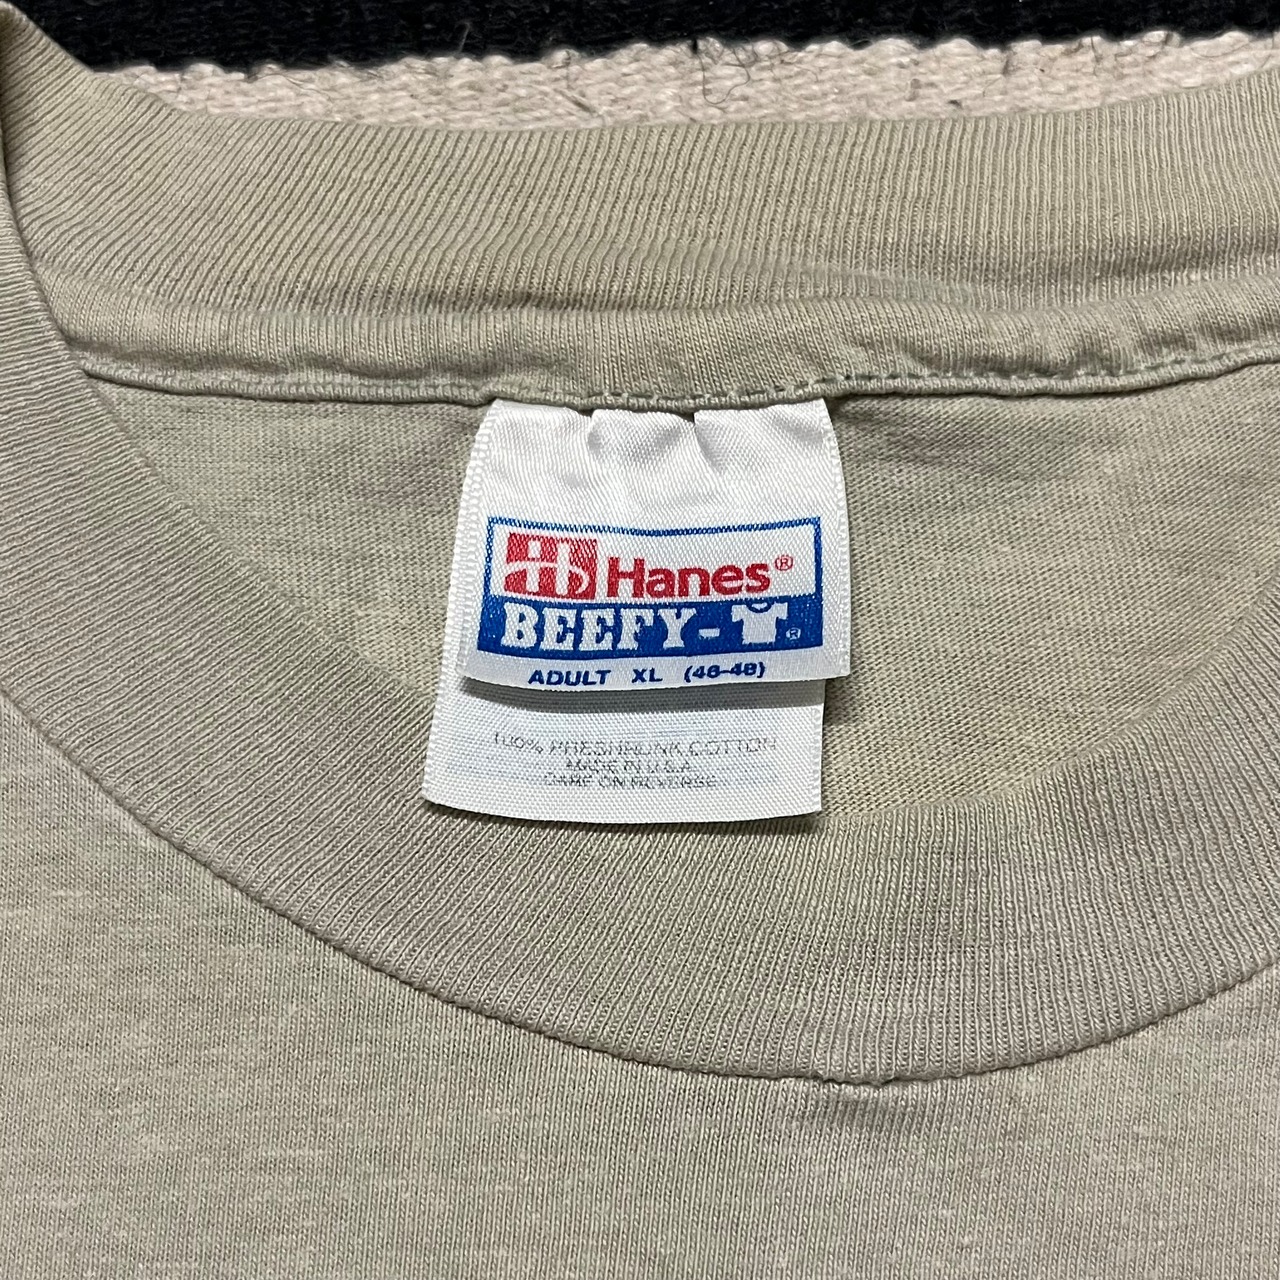 Hanes®
BEEFY-T®
ADULT XL (46-48)
100% PRESHRUNK COTTON
MADE IN U.S.A.
CARE ON REVERSE